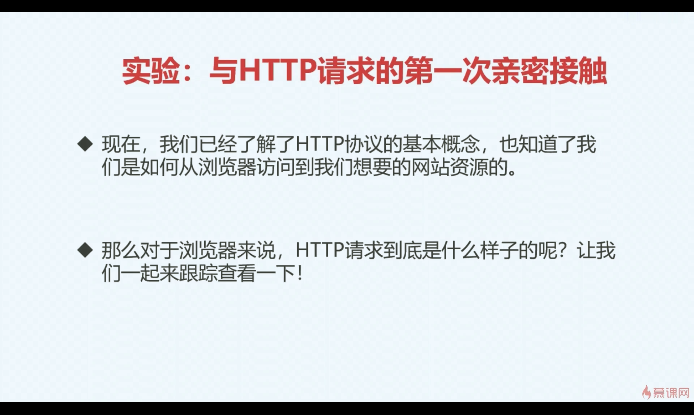 实验：与HTTP请求的第一次亲密接触
◆ 现在，我们已经了解了HTTP协议的基本概念，也知道了我
们是如何从浏览器访问到我们想要的网站资源的。
◆ 那么对于浏览器来说，HTTP请求到底是什么样子的呢？让我
们一起来跟踪查看一下！
慕课网